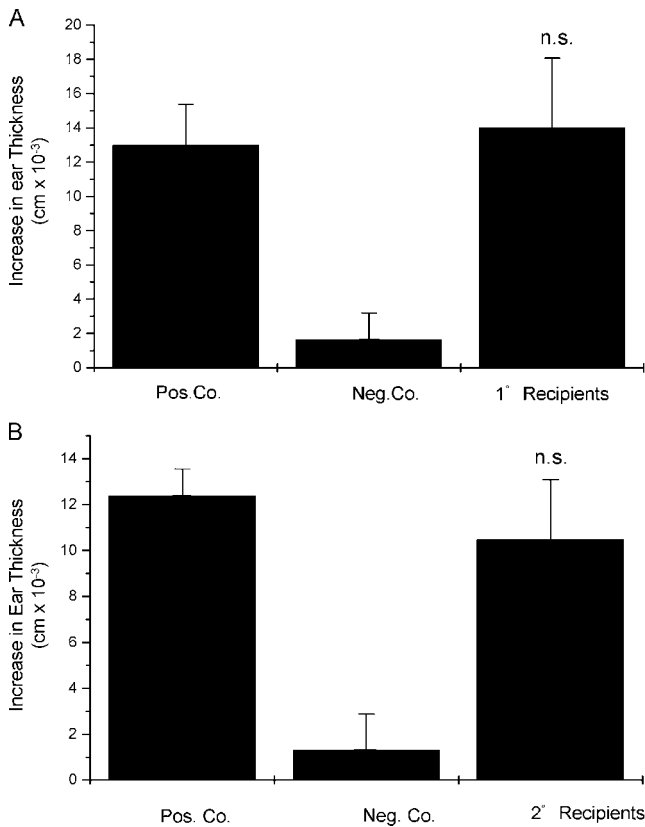 A
Increase in ear Thickness
(cm x 10⁻³)
20
18
16
14
12
10
8
6
4
2
0
n.s.
Pos.Co.
Neg.Co.
1° Recipients
B
Increase in Ear Thickness
(cm x 10⁻³)
14
12
10
8
6
4
2
0
n.s.
Pos. Co.
Neg. Co.
2° Recipients